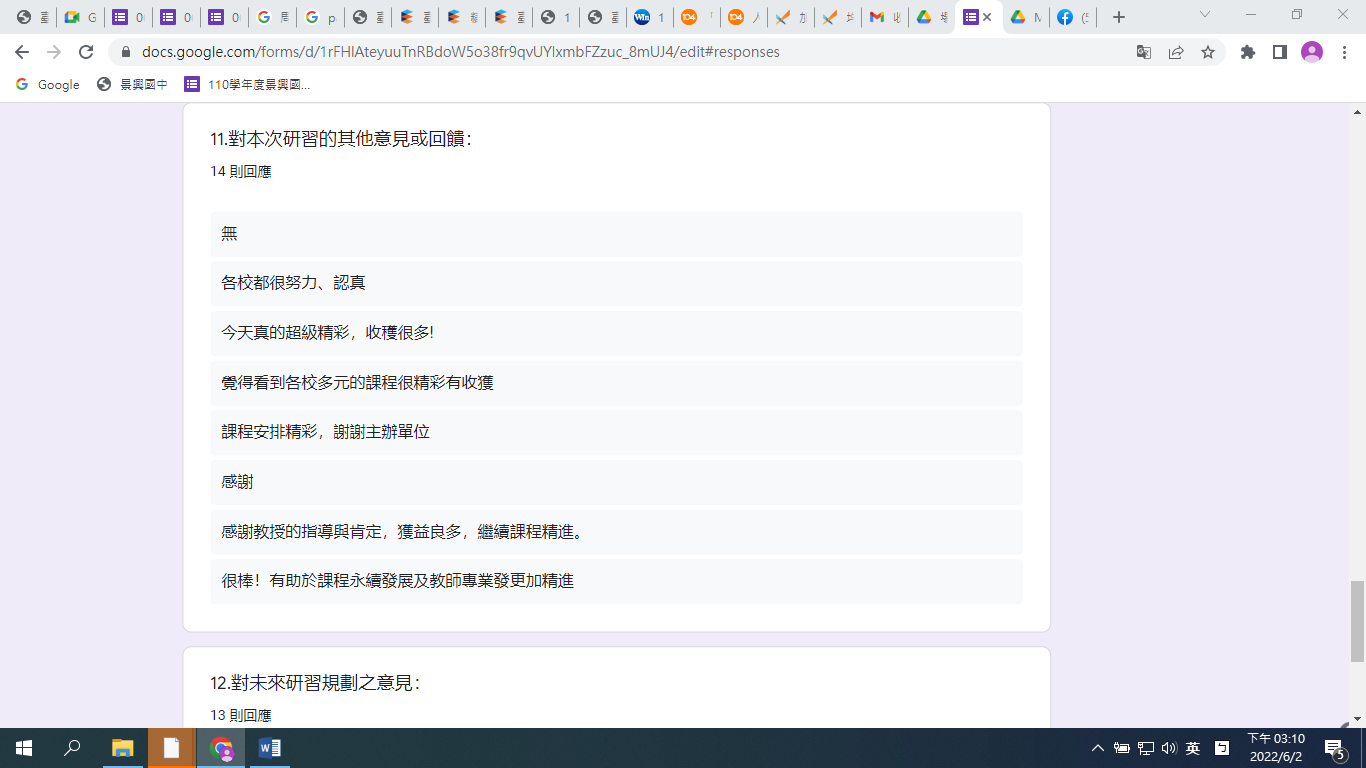 docs.google.com/forms/d/1rFHIAteyuuTnRBdoW5o38fr9qvUYlxmbFZzuc_8mUJ4/edit#responses
Google
景興國中
110學年度景興國...
11.對本次研習的其他意見或回饋：
14 則回應
無
各校都很努力、認真
今天真的超級精彩，收穫很多!
覺得看到各校多元的課程很精彩有收獲
課程安排精彩，謝謝主辦單位
感謝
感謝教授的指導與肯定，獲益良多，繼續課程精進。
很棒！有助於課程永續發展及教師專業發更加精進
12.對未來研習規劃之意見：
13 則回應
英
下午 03:10
2022/6/2
5